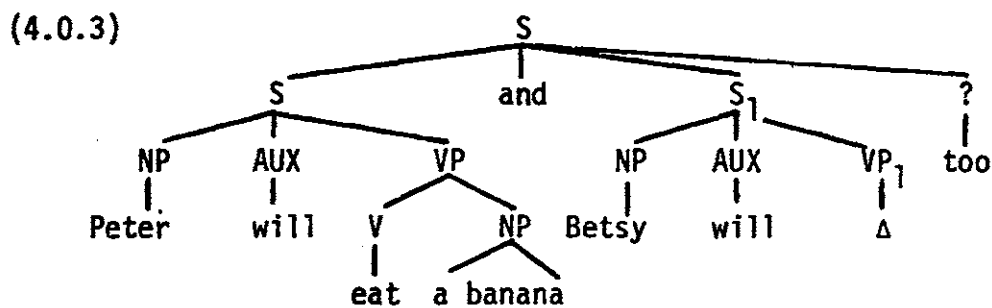 (4.0.3)
S
S and S1 ?
NP AUX VP NP AUX VP1 too
Peter will V NP Betsy will Δ
eat a banana